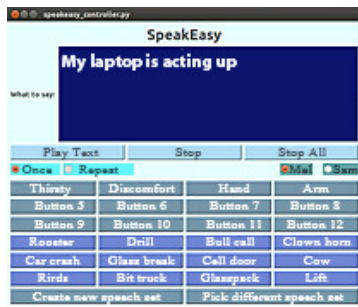 speakeasy_controller.py
SpeakEasy
What to say:
My laptop is acting up
Play Text Stop Stop All
Once Repeat Mel Sam
Thirsty Discomfort Hand Arm
Button 5 Button 6 Button 7 Button 8
Button 9 Button 10 Button 11 Button 12
Rooster Drill Bull call Clown horn
Car crash Glass break Cell door Cow
Birds Bit truck Glasspack Lift
Create new speech set Pick different speech set